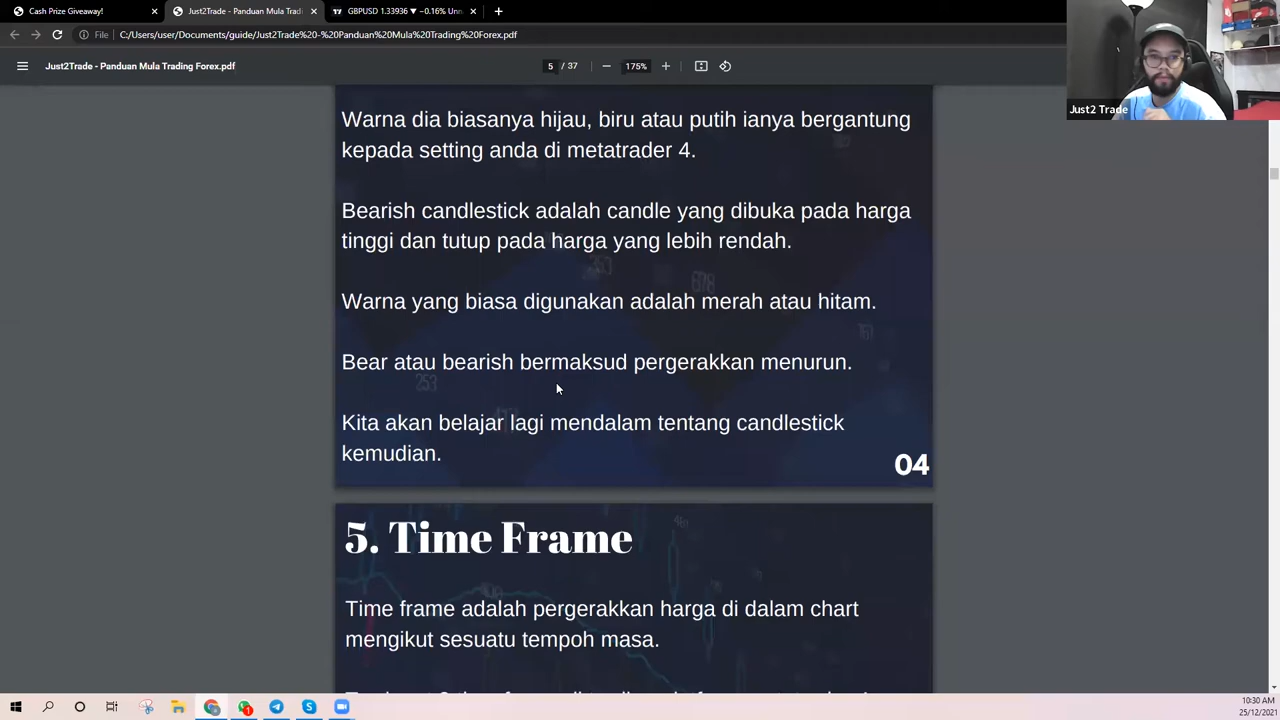 Cash Prize Giveaway!
Just2Trade - Panduan Mula Tradi
GBPUSD 1.33936 ▼ −0.16% Unn
File
C:/Users/user/Documents/guide/Just2Trade%20-%20Panduan%20Mula%20Trading%20Forex.pdf
Just2Trade - Panduan Mula Trading Forex.pdf
5 / 37
175%
Just2 Trade
Warna dia biasanya hijau, biru atau putih ianya bergantung
kepada setting anda di metatrader 4.
Bearish candlestick adalah candle yang dibuka pada harga
tinggi dan tutup pada harga yang lebih rendah.
Warna yang biasa digunakan adalah merah atau hitam.
Bear atau bearish bermaksud pergerakkan menurun.
Kita akan belajar lagi mendalam tentang candlestick
kemudian.
04
5. Time Frame
Time frame adalah pergerakkan harga di dalam chart
mengikut sesuatu tempoh masa.
10:30 AM
25/12/2021